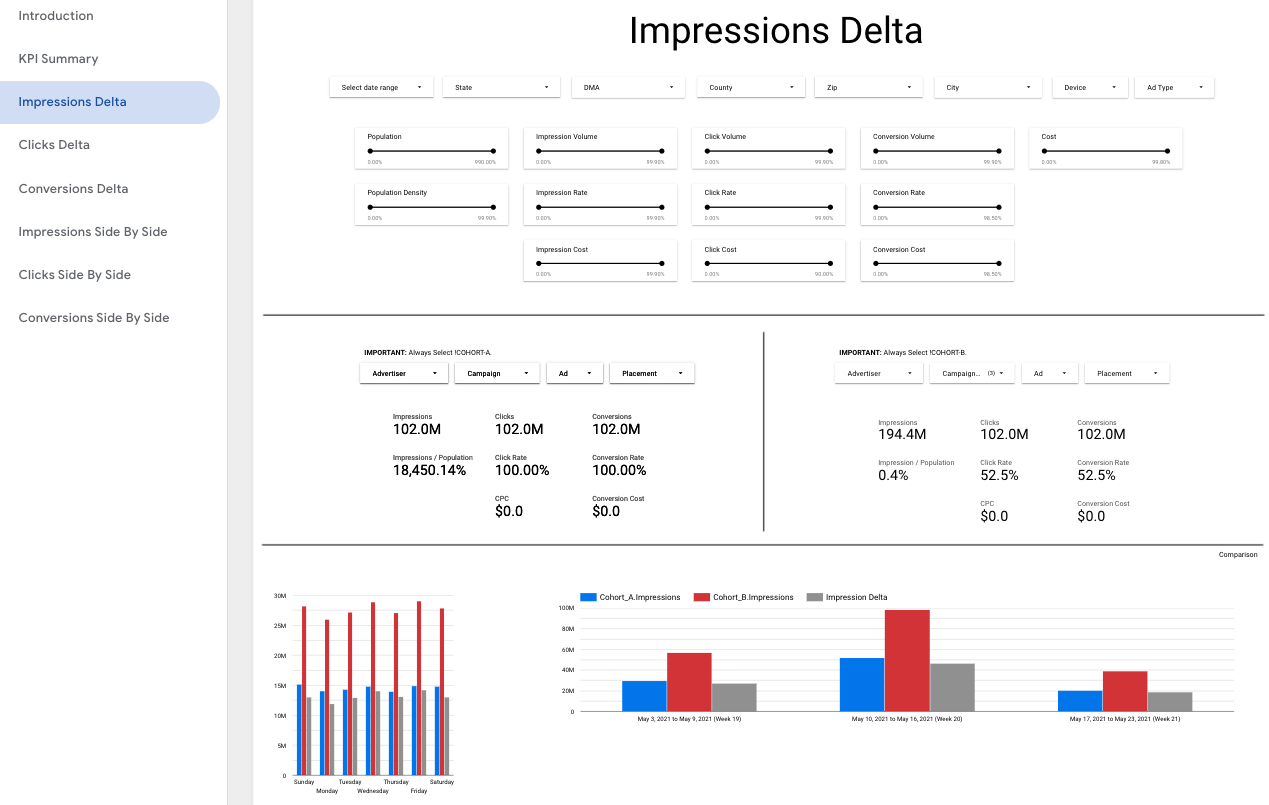 Introduction
KPI Summary
Impressions Delta
Clicks Delta
Conversions Delta
Impressions Side By Side
Clicks Side By Side
Conversions Side By Side
Impressions Delta
Select date range State DMA County Zip City Device Ad Type
Population Impression Volume Click Volume Conversion Volume Cost
0.00% 990.00% 0.00% 99.90% 0.00% 99.90% 0.00% 99.90% 0.00% 99.80%
Population Density Impression Rate Click Rate Conversion Rate
0.00% 99.90% 0.00% 99.90% 0.00% 99.90% 0.00% 98.50%
Impression Cost Click Cost Conversion Cost
0.00% 99.90% 0.00% 90.00% 0.00% 98.50%
IMPORTANT: Always Select !COHORT-A.
Advertiser Campaign Ad Placement
Impressions Clicks Conversions
102.0M 102.0M 102.0M
Impressions / Population Click Rate Conversion Rate
18,450.14% 100.00% 100.00%
CPC Conversion Cost
$0.0 $0.0
IMPORTANT: Always Select !COHORT-B.
Advertiser Campaign... (3) Ad Placement
Impressions Clicks Conversions
194.4M 102.0M 102.0M
Impression / Population Click Rate Conversion Rate
0.4% 52.5% 52.5%
CPC Conversion Cost
$0.0 $0.0
Comparison
30M
25M
20M
15M
10M
5M
0
Sunday Tuesday Thursday Saturday
Monday Wednesday Friday
Cohort_A.Impressions Cohort_B.Impressions Impression Delta
100M
80M
60M
40M
20M
0
May 3, 2021 to May 9, 2021 (Week 19) May 10, 2021 to May 16, 2021 (Week 20) May 17, 2021 to May 23, 2021 (Week 21)